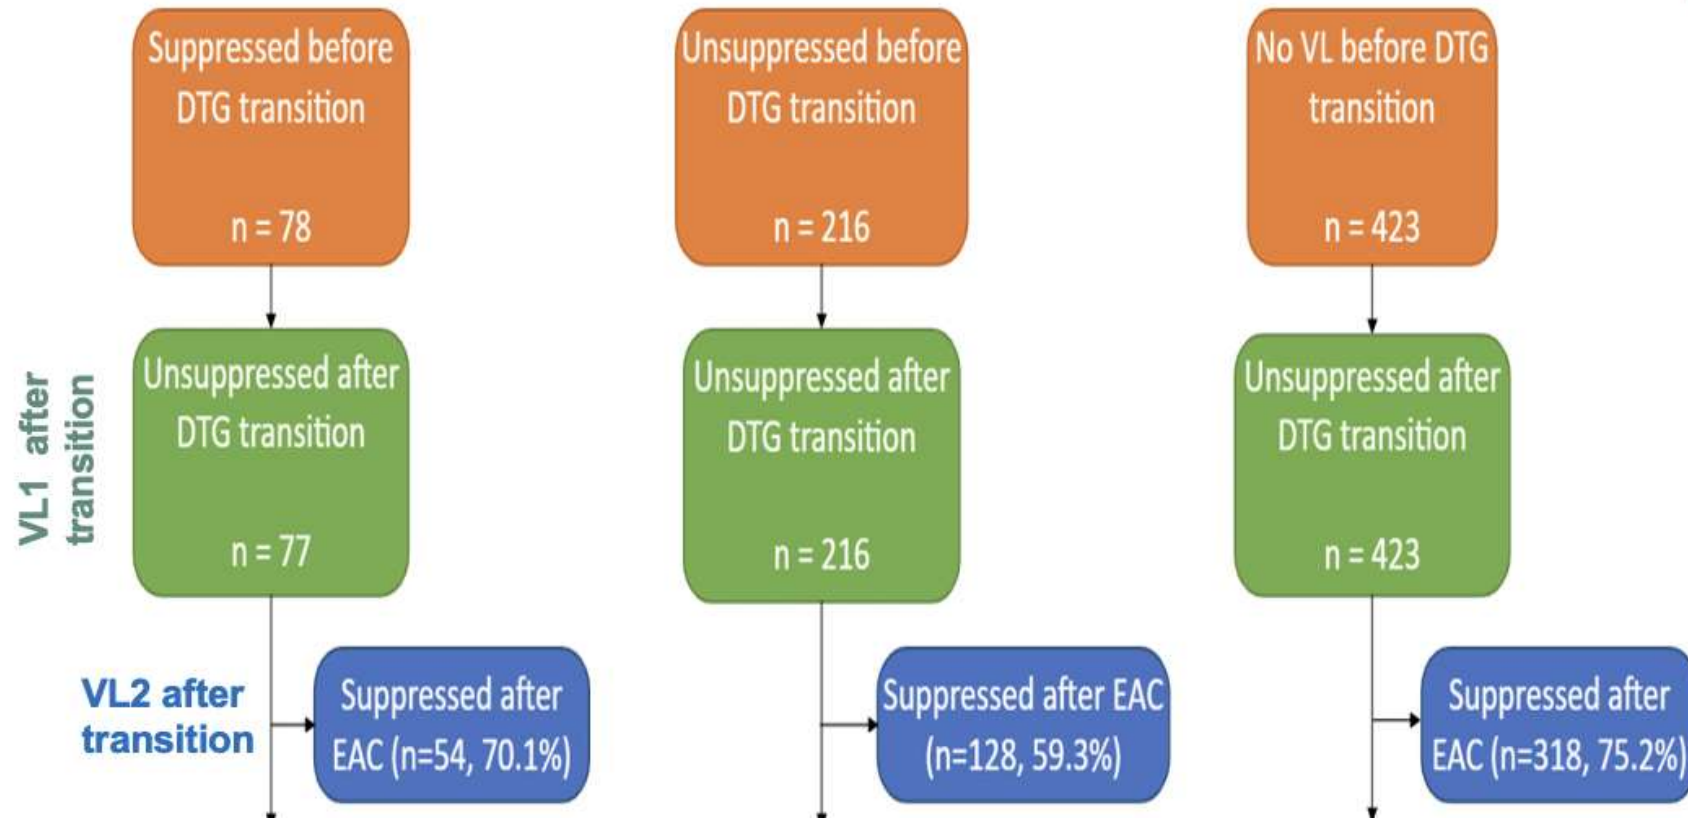 Suppressed before
DTG transition
n = 78
Unsuppressed before
DTG transition
n = 216
No VL before DTG
transition
n = 423
VL1 after
transition
Unsuppressed after
DTG transition
n = 77
Unsuppressed after
DTG transition
n = 216
Unsuppressed after
DTG transition
n = 423
VL2 after
transition
Suppressed after
EAC (n=54, 70.1%)
Suppressed after EAC
(n=128, 59.3%)
Suppressed after
EAC (n=318, 75.2%)